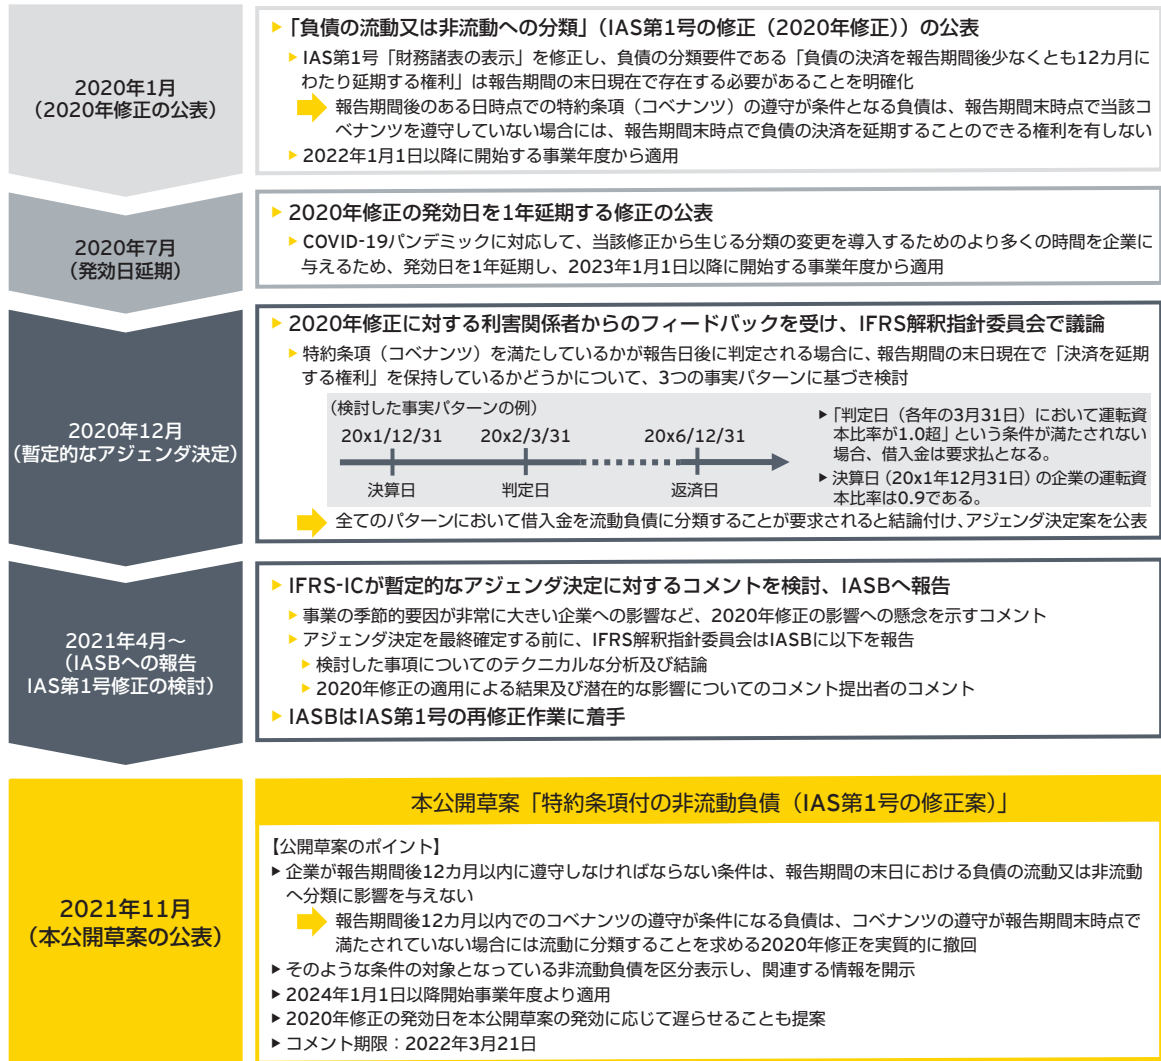 2020年1月
（2020年修正の公表）
▶「負債の流動又は非流動への分類」（IAS第1号の修正（2020年修正））の公表
▶ IAS第1号「財務諸表の表示」を修正し、負債の分類要件である「負債の決済を報告期間後少なくとも12カ月に
わたり延期する権利」は報告期間の末日現在で存在する必要があることを明確化
報告期間後のある日時点での特約条項（コベナンツ）の遵守が条件となる負債は、報告期間末時点で当該コ
ベナンツを遵守していない場合には、報告期間末時点で負債の決済を延期することのできる権利を有しない
▶ 2022年1月1日以降に開始する事業年度から適用
2020年7月
（発効日延期）
▶ 2020年修正の発効日を1年延期する修正の公表
▶ COVID-19パンデミックに対応して、当該修正から生じる分類の変更を導入するためのより多くの時間を企業に
与えるため、発効日を1年延期し、2023年1月1日以降に開始する事業年度から適用
2020年12月
（暫定的なアジェンダ決定）
▶ 2020年修正に対する利害関係者からのフィードバックを受け、IFRS解釈指針委員会で議論
▶ 特約条項（コベナンツ）を満たしているかが報告日後に判定される場合に、報告期間の末日現在で「決済を延期
する権利」を保持しているかどうかについて、3つの事実パターンに基づき検討
（検討した事実パターンの例）
20x1/12/31 20x2/3/31 20x6/12/31
決算日 判定日 返済日
▶「判定日（各年の3月31日）において運転資
本比率が1.0超」という条件が満たされない
場合、借入金は要求払となる。
▶ 決算日（20x1年12月31日）の企業の運転資
本比率は0.9である。
全てのパターンにおいて借入金を流動負債に分類することが要求されると結論付け、アジェンダ決定案を公表
2021年4月～
（IASBへの報告
IAS第1号修正の検討）
▶ IFRS-ICが暫定的なアジェンダ決定に対するコメントを検討、IASBへ報告
▶ 事業の季節的要因が非常に大きい企業への影響など、2020年修正の影響への懸念を示すコメント
▶ アジェンダ決定を最終確定する前に、IFRS解釈指針委員会はIASBに以下を報告
▶ 検討した事項についてのテクニカルな分析及び結論
▶ 2020年修正の適用による結果及び潜在的な影響についてのコメント提出者のコメント
▶ IASBはIAS第1号の再修正作業に着手
2021年11月
（本公開草案の公表）
本公開草案「特約条項付の非流動負債（IAS第1号の修正案）」
【公開草案のポイント】
▶ 企業が報告期間後12カ月以内に遵守しなければならない条件は、報告期間の末日における負債の流動又は非流動
へ分類に影響を与えない
報告期間後12カ月以内でのコベナンツの遵守が条件になる負債は、コベナンツの遵守が報告期間末時点で
満たされていない場合には流動に分類することを求める2020年修正を実質的に撤回
▶ そのような条件の対象となっている非流動負債を区分表示し、関連する情報を開示
▶ 2024年1月1日以降開始事業年度より適用
▶ 2020年修正の発効日を本公開草案の発効に応じて遅らせることも提案
▶ コメント期限：2022年3月21日